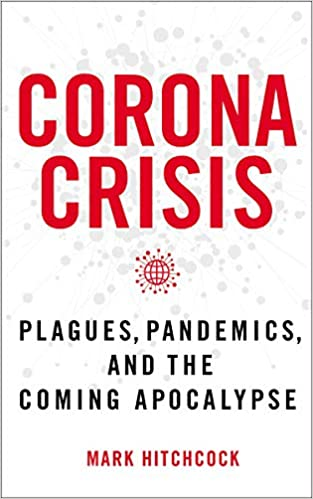 CORONA
CRISIS
PLAGUES, PANDEMICS,
AND THE
COMING APOCALYPSE
MARK HITCHCOCK